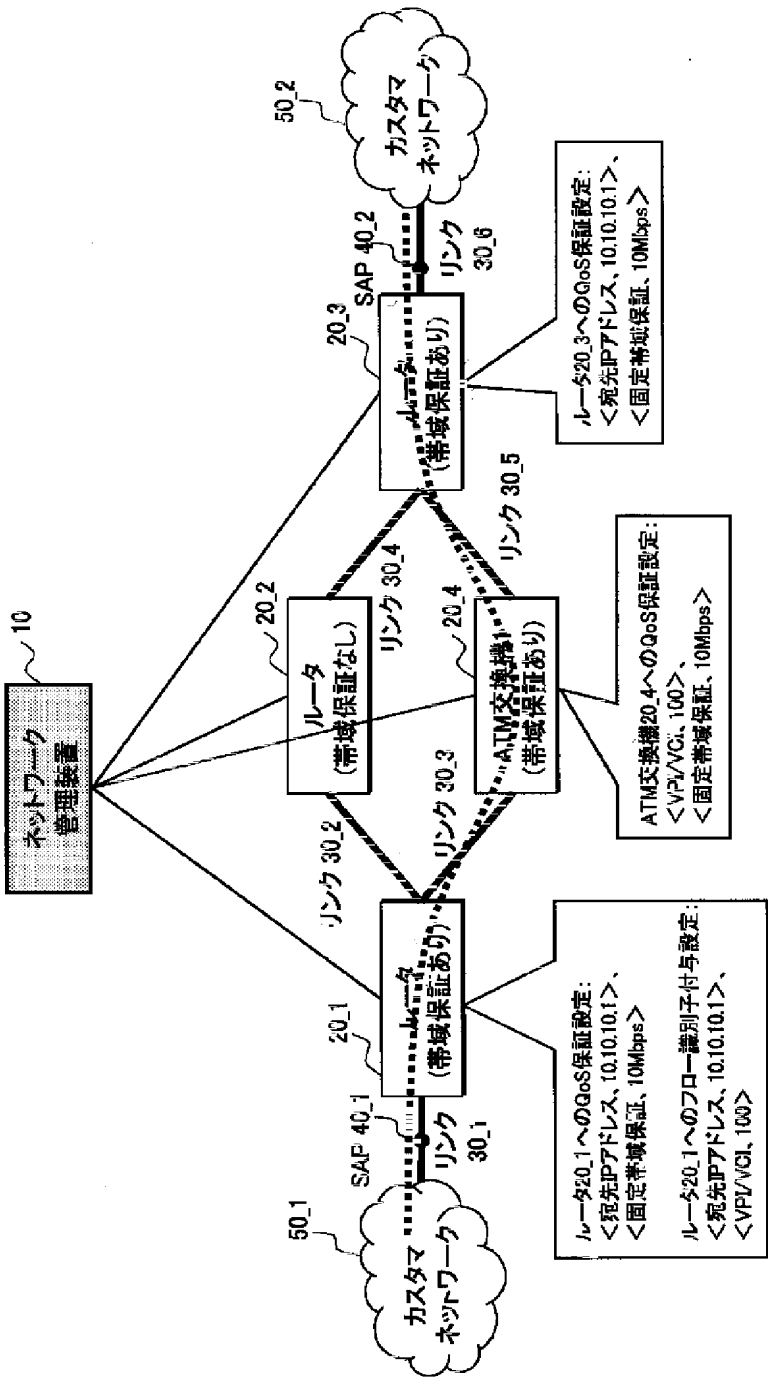 10
ネットワーク
管理装置
50_1
カスタマ
ネットワーク
SAP 40_1
リンク
30_1
20_1
ルータ
(帯域保証あり)
リンク 30_2
リンク 30_3
20_2
ルータ
(帯域保証なし)
20_4
ATM交換機
(帯域保証あり)
リンク 30_4
リンク 30_5
20_3
ルータ
(帯域保証あり)
SAP 40_2
リンク
30_6
50_2
カスタマ
ネットワーク
ルータ20_1へのQoS保証設定:
<宛先IPアドレス、10.10.10.1>、
<固定帯域保証、10Mbps>
ルータ20_1へのフロー識別子付与設定:
<宛先IPアドレス、10.10.10.1>、
<VPI/VCI、100>
ATM交換機20_4へのQoS保証設定:
<VPI/VCI、100>、
<固定帯域保証、10Mbps>
ルータ20_3へのQoS保証設定:
<宛先IPアドレス、10.10.10.1>、
<固定帯域保証、10Mbps>